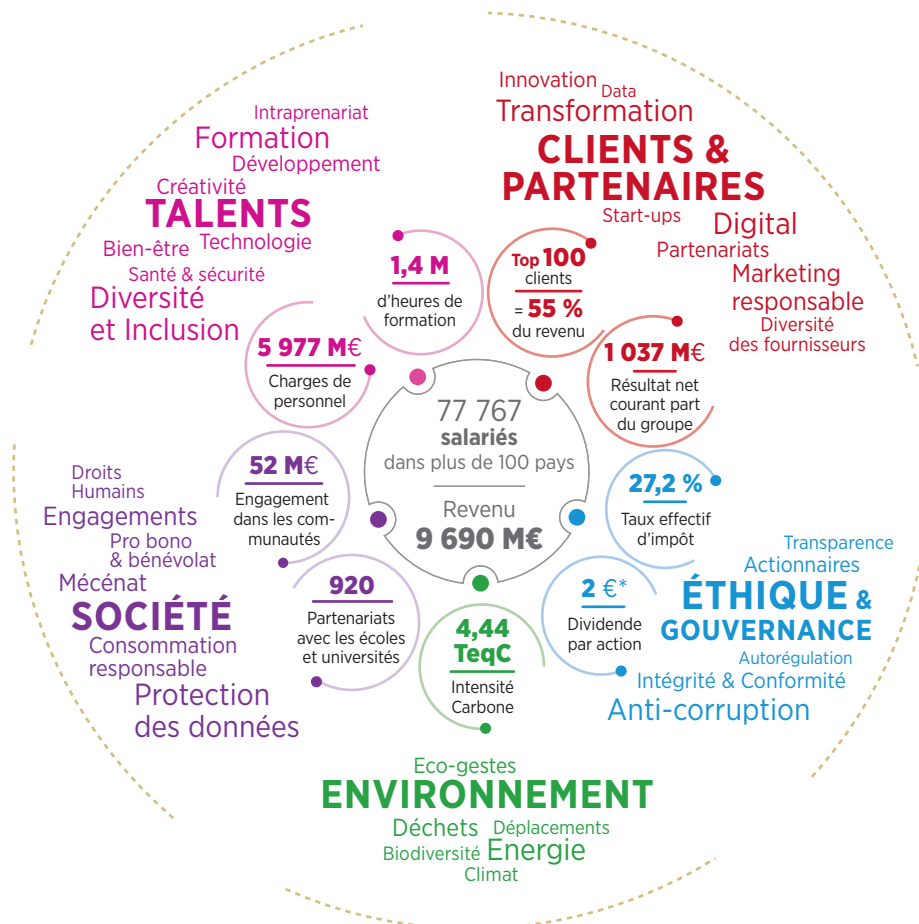 Intraprenariat
Formation
Développement
Créativité
TALENTS
Bien-être Technologie
Santé & sécurité
Diversité
et Inclusion
1,4 M
d'heures de
formation
5 977 M€
Charges de
personnel
Innovation
Data
Transformation
CLIENTS &
PARTENAIRES
Start-ups
Digital
Partenariats
Marketing
responsable
Diversité
des fournisseurs
Top 100
clients
= 55 %
du revenu
1 037 M€
Résultat net
courant part
du groupe
77 767
salariés
dans plus de 100 pays
Revenu
9 690 M€
52 M€
Engagement
dans les com-
munautés
920
Partenariats
avec les écoles
et universités
Droits
Humains
Engagements
Pro bono
& bénévolat
Mécénat
SOCIÉTÉ
Consommation
responsable
Protection
des données
27,2 %
Taux effectif
d'impôt
2 €*
Dividende
par action
Transparence
Actionnaires
ÉTHIQUE &
GOUVERNANCE
Autorégulation
Intégrité & Conformité
Anti-corruption
4,44
TeqC
Intensité
Carbone
Eco-gestes
ENVIRONNEMENT
Déchets Déplacements
Biodiversité Energie
Climat